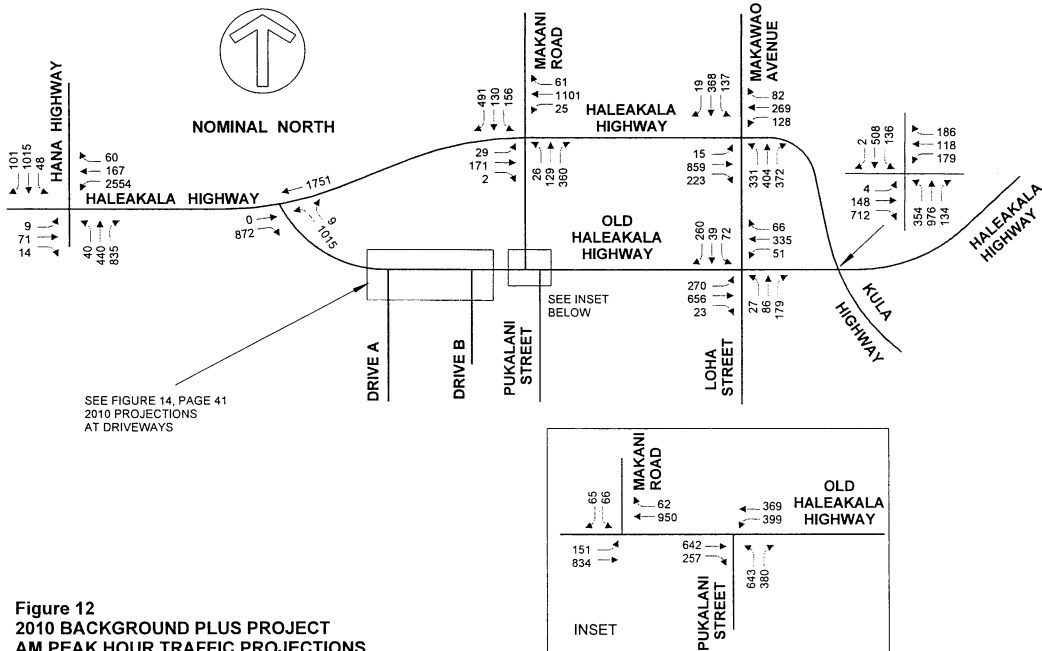 NOMINAL NORTH
HANA HIGHWAY
101
1015
48
60
167
2554
HALEAKALA HIGHWAY
9
71
14
40
440
835
1751
0
872
9
1015
MAKANI
ROAD
491
130
156
61
1101
25
29
171
2
26
129
360
HALEAKALA
HIGHWAY
MAKAWAO
AVENUE
19
368
137
82
269
128
15
859
223
331
404
372
2
508
136
186
118
179
4
148
712
354
976
134
HALEAKALA
HIGHWAY
KULA
HIGHWAY
OLD
HALEAKALA
HIGHWAY
260
39
72
66
335
51
270
656
23
27
86
179
LOHA
STREET
SEE INSET
BELOW
PUKALANI
STREET
DRIVE A
DRIVE B
SEE FIGURE 14, PAGE 41
2010 PROJECTIONS
AT DRIVEWAYS
MAKANI
ROAD
65
66
62
950
151
834
369
399
OLD
HALEAKALA
HIGHWAY
642
257
643
380
PUKALANI
STREET
INSET
Figure 12
2010 BACKGROUND PLUS PROJECT
AM PEAK HOUR TRAFFIC PROJECTIONS